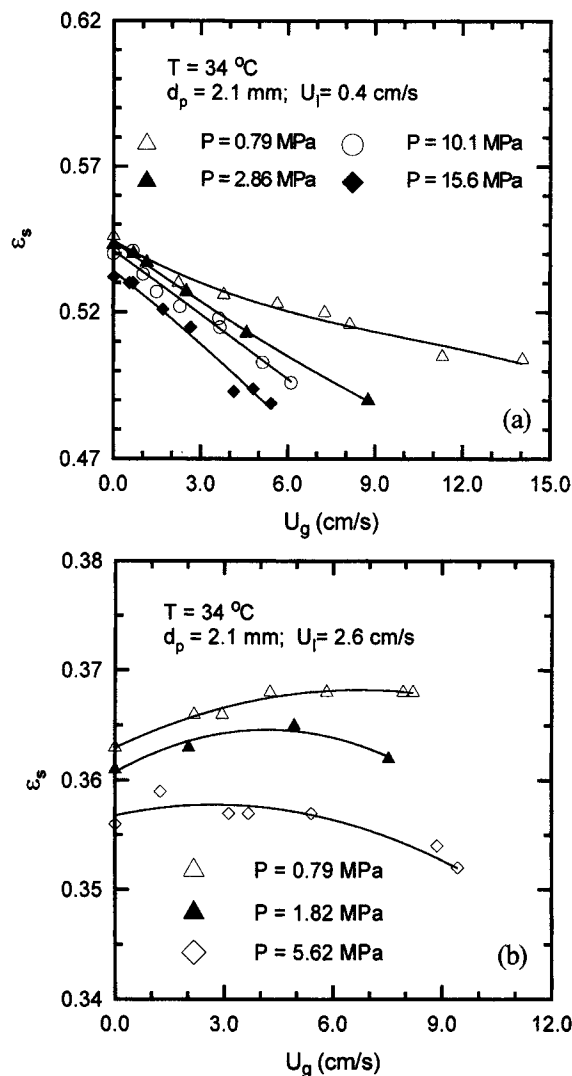 0.62
T = 34 °C
d_p = 2.1 mm; U_l= 0.4 cm/s
P = 0.79 MPa
P = 10.1 MPa
P = 2.86 MPa
P = 15.6 MPa
0.57
ε_s
0.52
(a)
0.47
0.0 3.0 6.0 9.0 12.0 15.0
U_g (cm/s)
0.38
T = 34 °C
d_p = 2.1 mm; U_l= 2.6 cm/s
0.37
ε_s
0.36
0.35
P = 0.79 MPa
P = 1.82 MPa
P = 5.62 MPa
(b)
0.34
0.0 3.0 6.0 9.0 12.0
U_g (cm/s)